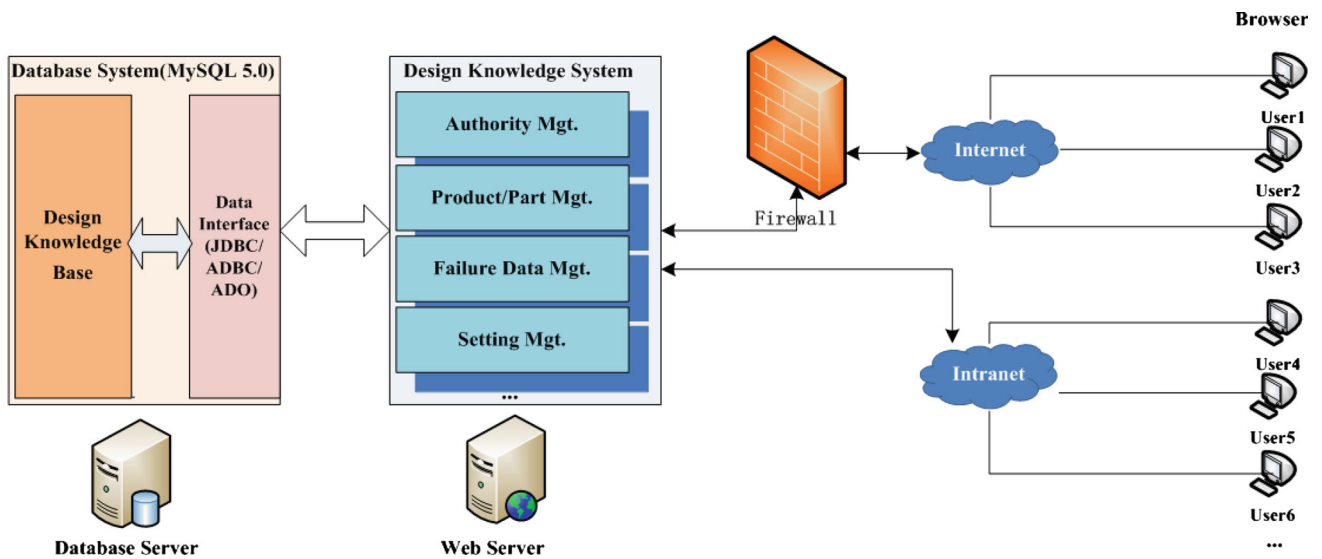 Database System(MySQL 5.0)
Design
Knowledge
Base
Data
Interface
(JDBC/
ADBC/
ADO)
Database Server
Design Knowledge System
Authority Mgt.
Product/Part Mgt.
Failure Data Mgt.
Setting Mgt.
...
Web Server
Firewall
Internet
Intranet
Browser
User1
User2
User3
User4
User5
User6
...